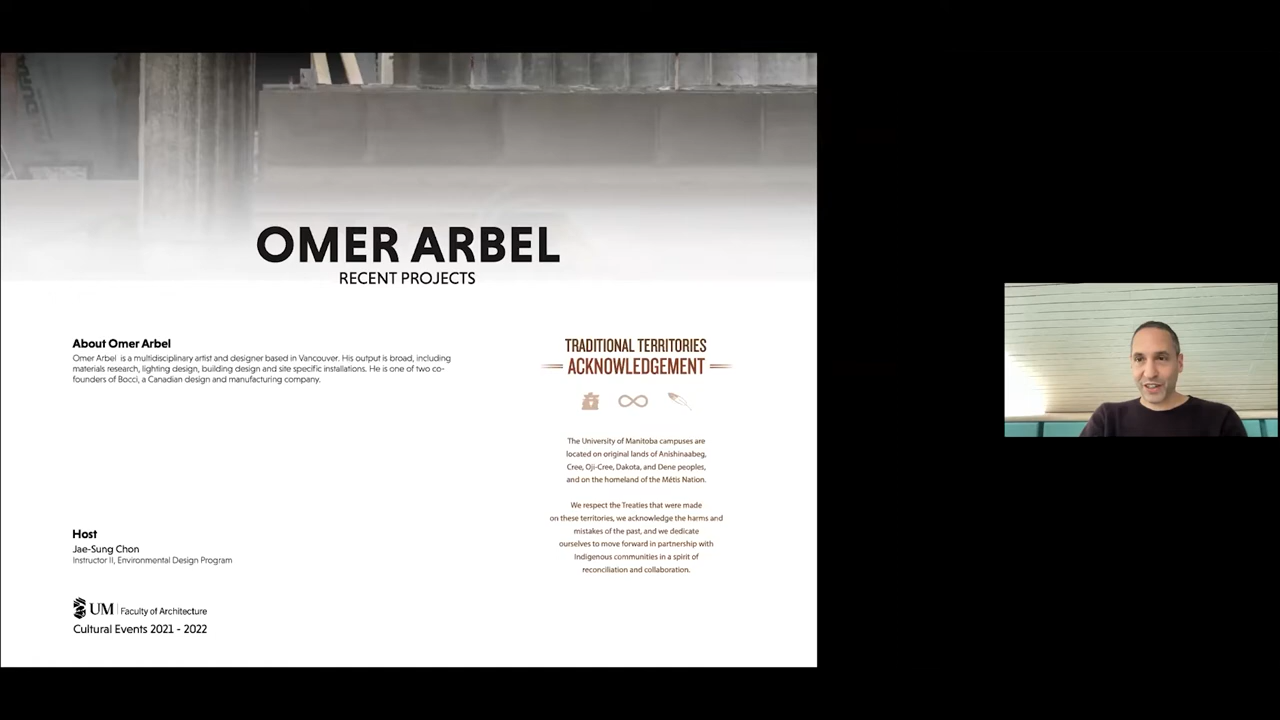 OMER ARBEL
RECENT PROJECTS
About Omer Arbel
Omer Arbel is a multidisciplinary artist and designer based in Vancouver. His output is broad, including
materials research, lighting design, building design and site specific installations. He is one of two co-
founders of Bocci, a Canadian design and manufacturing company.
Host
Jae-Sung Chon
Instructor II, Environmental Design Program
UM Faculty of Architecture
Cultural Events 2021 - 2022
TRADITIONAL TERRITORIES
ACKNOWLEDGEMENT
The University of Manitoba campuses are
located on original lands of Anishinaabeg,
Cree, Oji-Cree, Dakota, and Dene peoples,
and on the homeland of the Métis Nation.
We respect the Treaties that were made
on these territories, we acknowledge the harms and
mistakes of the past, and we dedicate
ourselves to move forward in partnership with
Indigenous communities in a spirit of
reconciliation and collaboration.